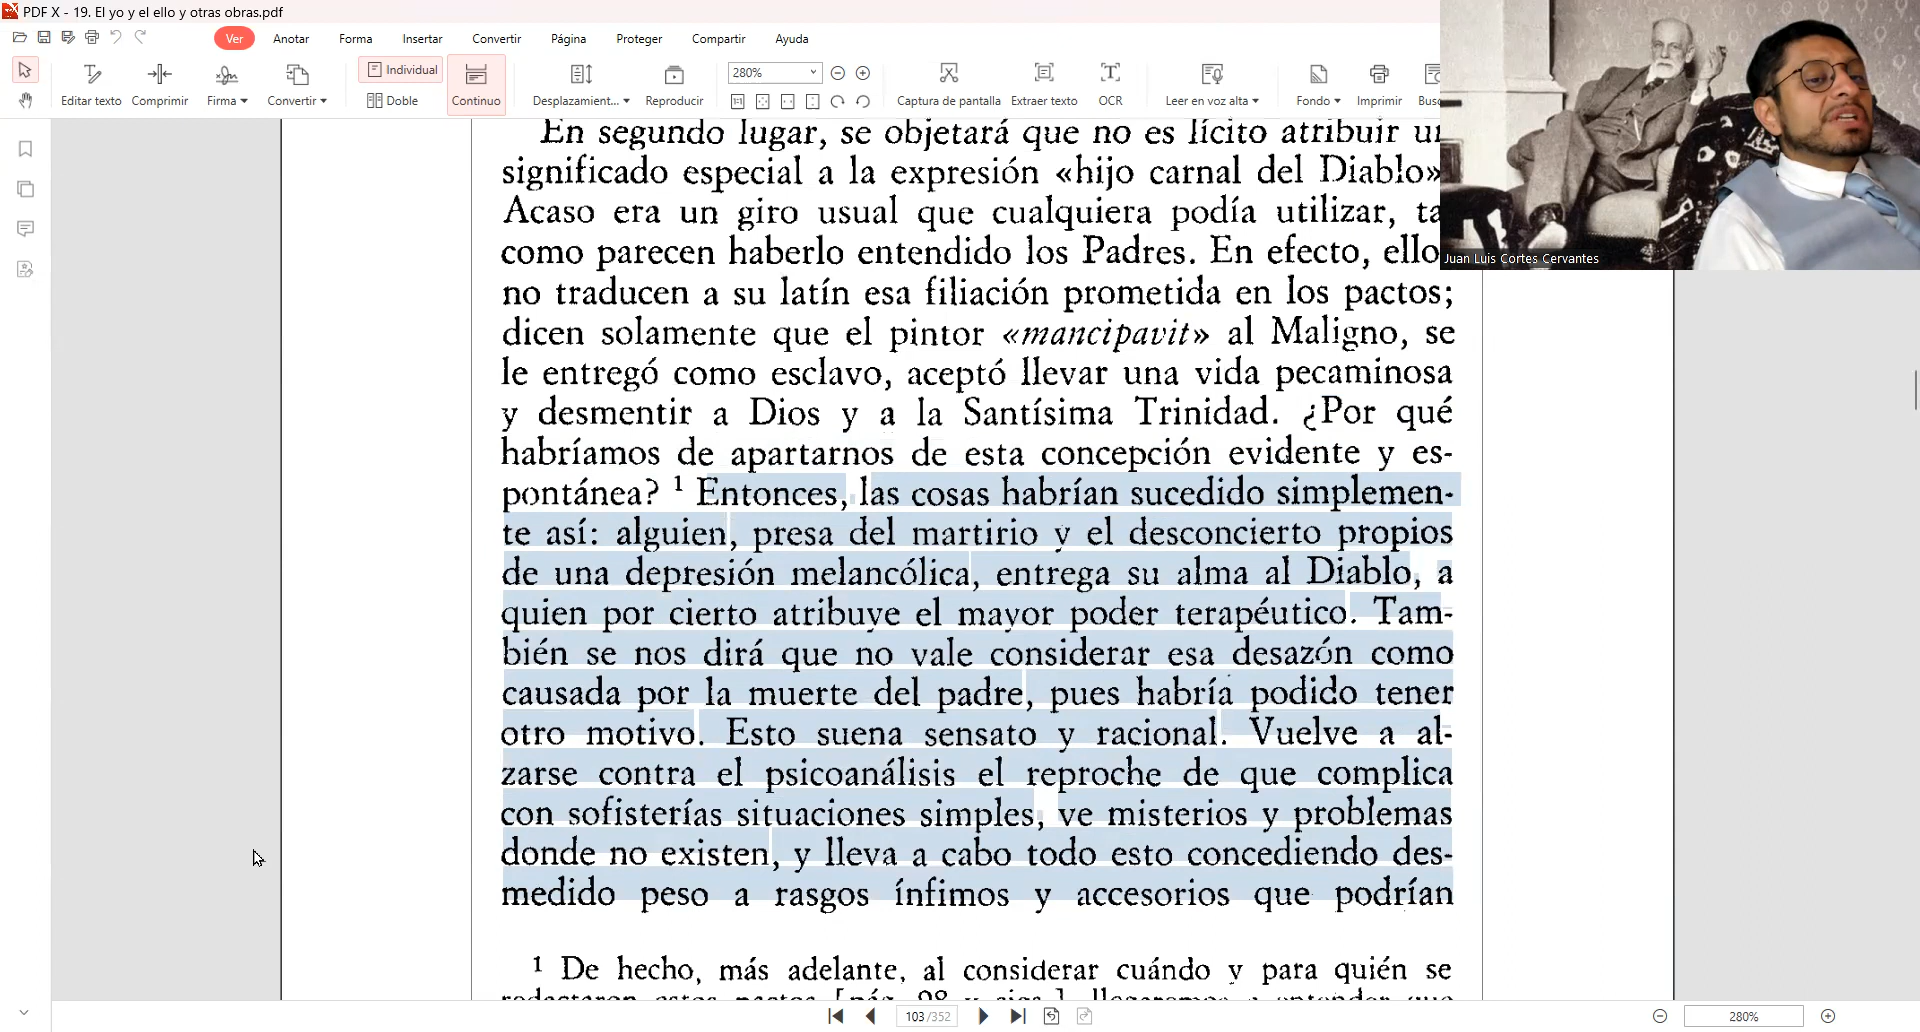 PDF X - 19. El yo y el ello y otras obras.pdf
Ver Anotar Forma Insertar Convertir Página Proteger Compartir Ayuda
Editar texto Comprimir Firma Convertir Individual Doble Continuo Desplazamient... Reproducir 280% Captura de pantalla Extraer texto OCR Leer en voz alta Fondo Imprimir
Juan Luis Cortes Cervantes
En segundo lugar, se objetará que no es lícito atribuir
significado especial a la expresión «hijo carnal del Diablo»
Acaso era un giro usual que cualquiera podía utilizar,
como parecen haberlo entendido los Padres. En efecto, ello
no traducen a su latín esa filiación prometida en los pactos;
dicen solamente que el pintor «mancipavit» al Maligno, se
le entregó como esclavo, aceptó llevar una vida pecaminosa
y desmentir a Dios y a la Santísima Trinidad. ¿Por qué
habríamos de apartarnos de esta concepción evidente y es-
pontánea? ¹ Entonces, las cosas habrían sucedido simplemen-
te así: alguien, presa del martirio y el desconcierto propios
de una depresión melancólica, entrega su alma al Diablo, a
quien por cierto atribuye el mayor poder terapéutico. Tam-
bién se nos dirá que no vale considerar esa desazón como
causada por la muerte del padre, pues habría podido tener
otro motivo. Esto suena sensato y racional. Vuelve a al-
zarse contra el psicoanálisis el reproche de que complica
con sofisterías situaciones simples, ve misterios y problemas
donde no existen, y lleva a cabo todo esto concediendo des-
medido peso a rasgos ínfimos y accesorios que podrían
¹ De hecho, más adelante, al considerar cuándo y para quién se
103 /352
280%